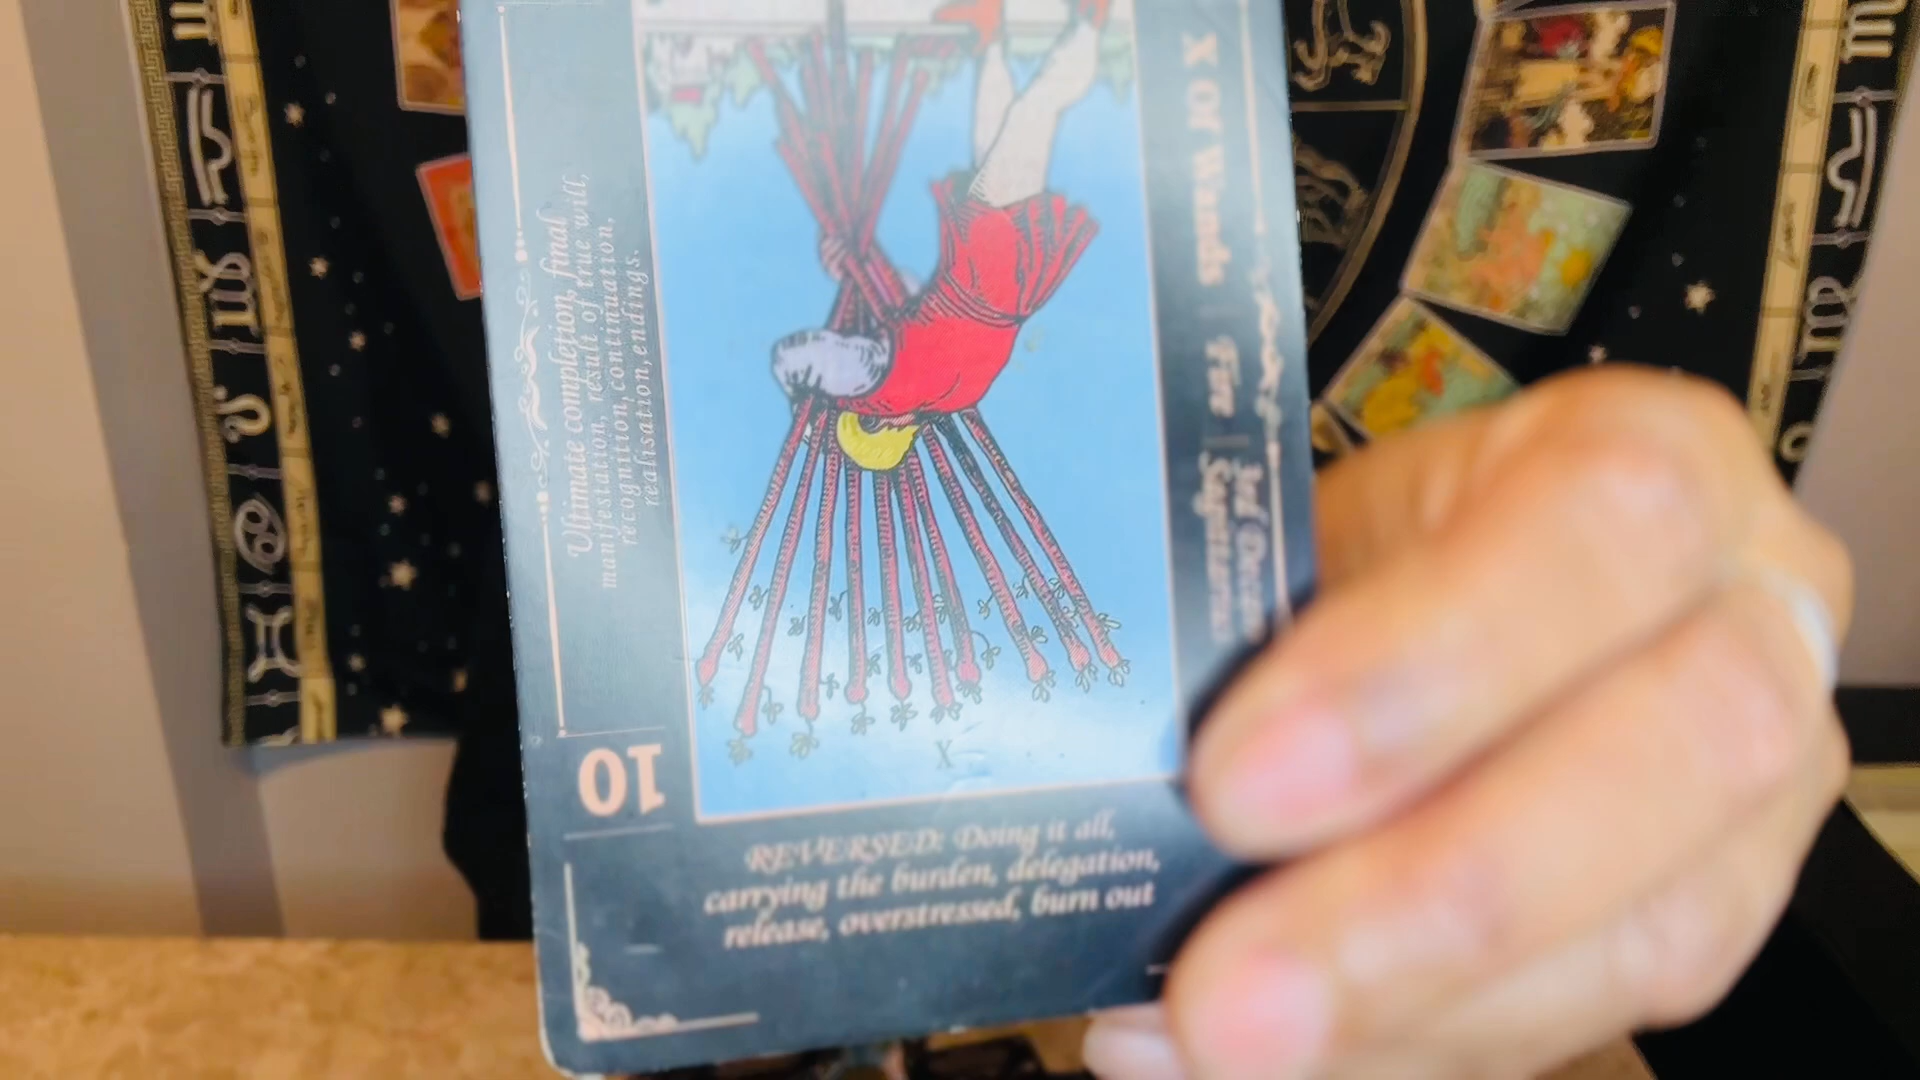 Ultimate completion, final
manifestation, result of true will,
recognition, continuation,
realisation, endings.
X Of Wands | Fire | 3rd Decan
Sagittarius
10
X
REVERSED: Doing it all,
carrying the burden, delegation,
release, overstressed, burn out